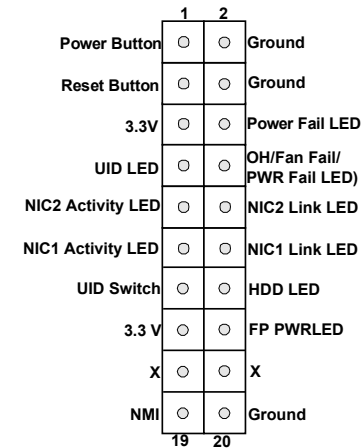 1 2
Power Button Ground
Reset Button Ground
3.3V Power Fail LED
UID LED OH/Fan Fail/
PWR Fail LED)
NIC2 Activity LED NIC2 Link LED
NIC1 Activity LED NIC1 Link LED
UID Switch HDD LED
3.3 V FP PWRLED
X X
NMI Ground
19 20